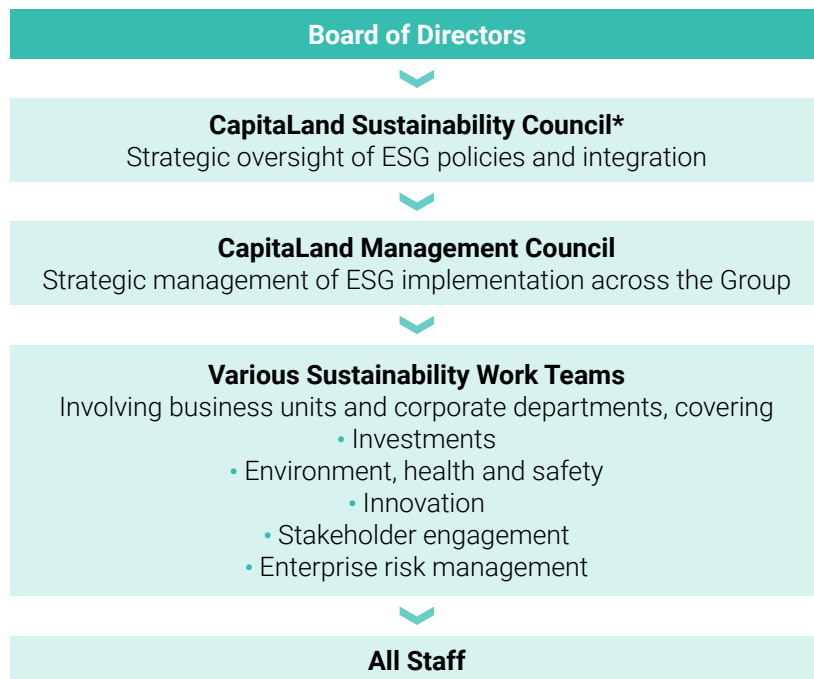 Board of Directors
CapitaLand Sustainability Council*
Strategic oversight of ESG policies and integration
CapitaLand Management Council
Strategic management of ESG implementation across the Group
Various Sustainability Work Teams
Involving business units and corporate departments, covering
• Investments
• Environment, health and safety
• Innovation
• Stakeholder engagement
• Enterprise risk management
All Staff